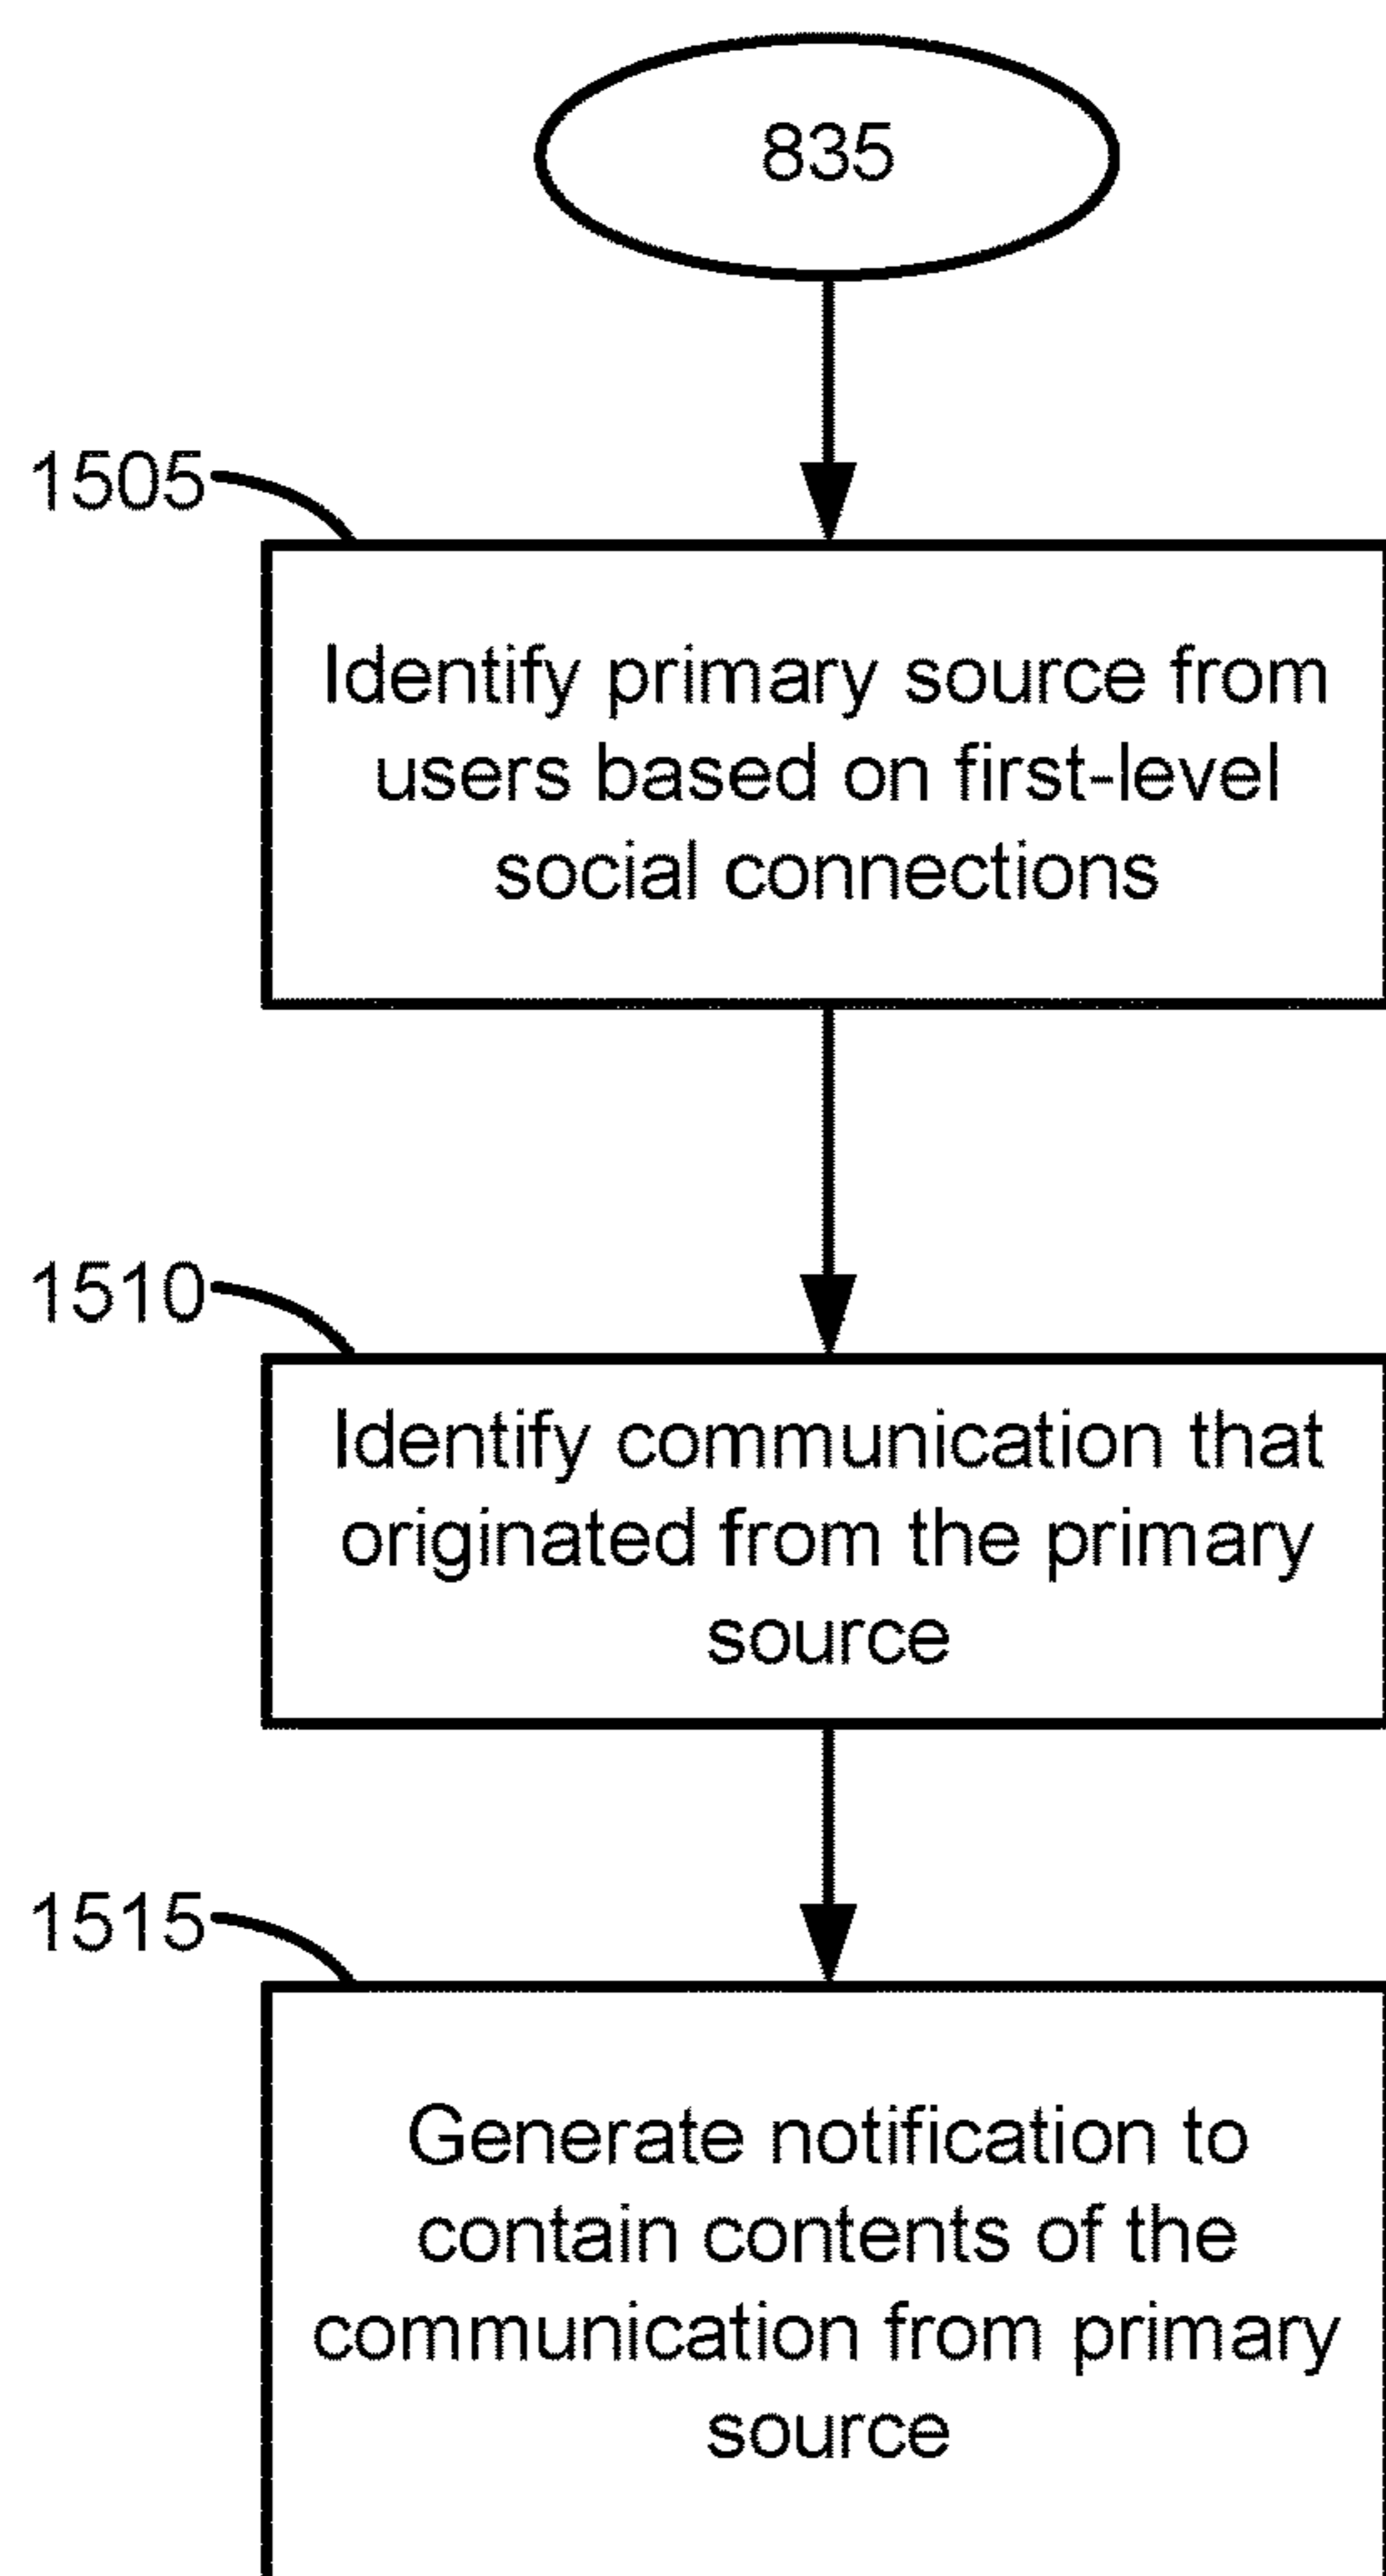 835
1505
Identify primary source from
users based on first-level
social connections
1510
Identify communication that
originated from the primary
source
1515
Generate notification to
contain contents of the
communication from primary
source